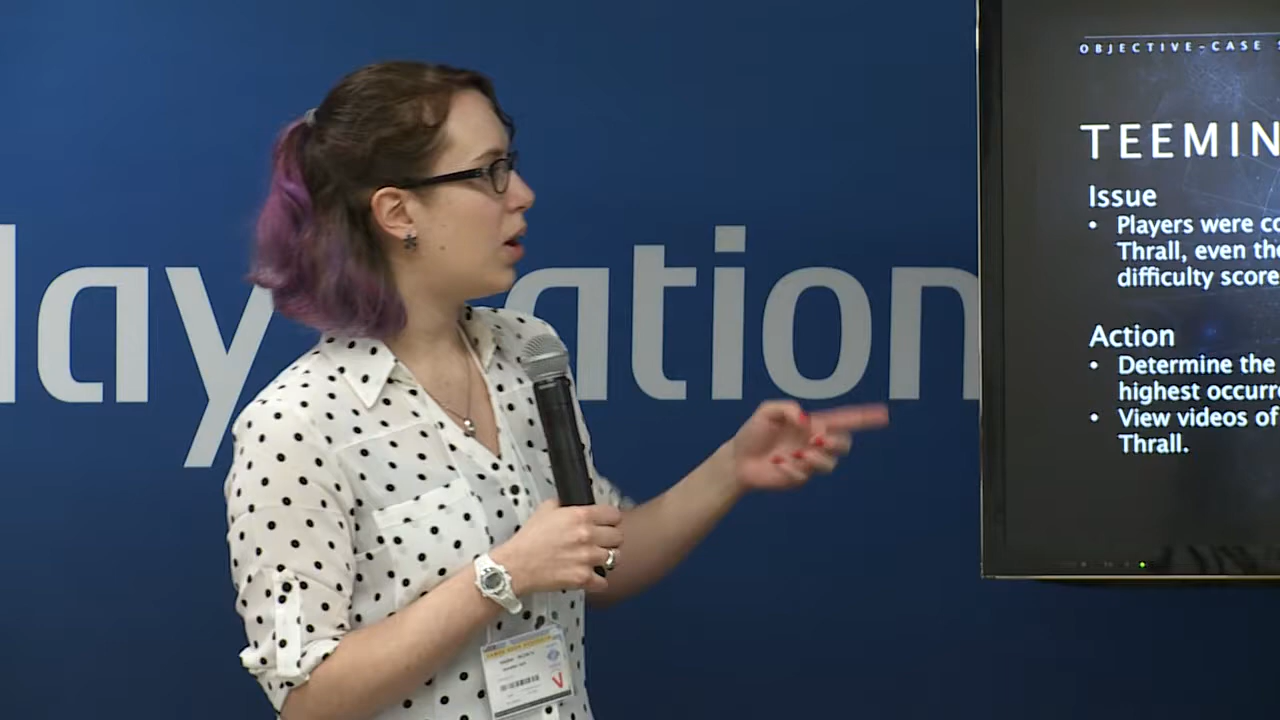 layStation
OBJECTIVE-CASE
TEEMIN
Issue
• Players were co
Thrall, even the
difficulty score
Action
• Determine the
highest occurre
• View videos of
Thrall.
V